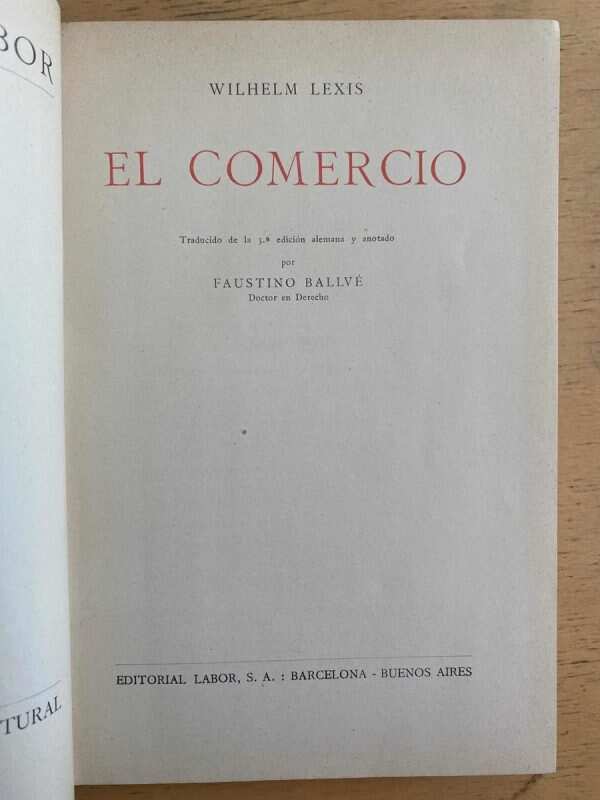 BOR
WILHELM LEXIS
EL COMERCIO
Traducido de la 3.ª edición alemana y anotado
por
FAUSTINO BALLVÉ
Doctor en Derecho
EDITORIAL LABOR, S. A. : BARCELONA - BUENOS AIRES
TURAL